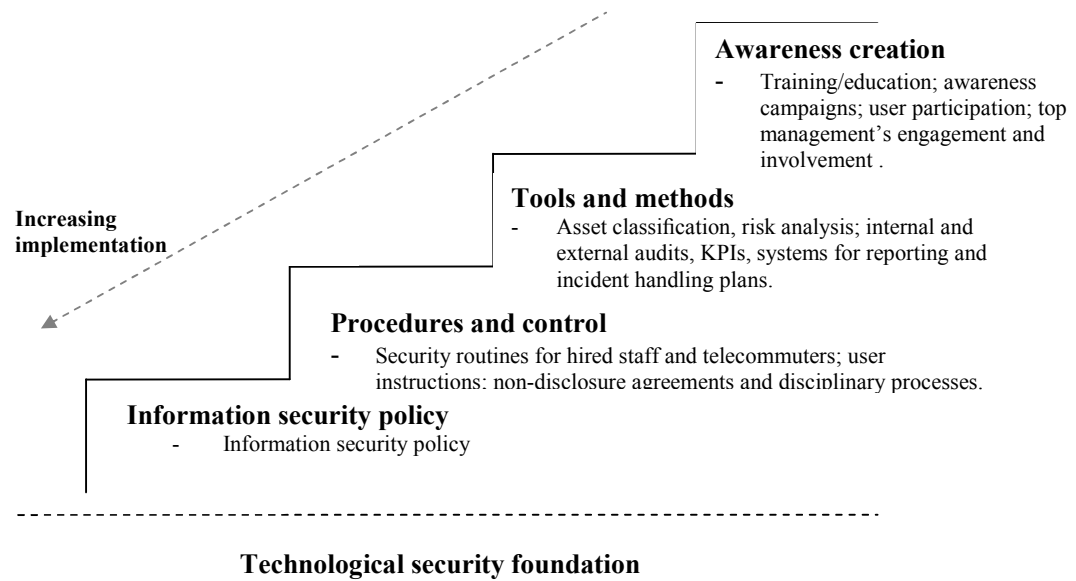 Awareness creation
- Training/education; awareness
campaigns; user participation; top
management's engagement and
involvement .
Tools and methods
- Asset classification, risk analysis; internal and
external audits, KPIs, systems for reporting and
incident handling plans.
Increasing
implementation
Procedures and control
- Security routines for hired staff and telecommuters; user
instructions; non-disclosure agreements and disciplinary processes.
Information security policy
- Information security policy
Technological security foundation